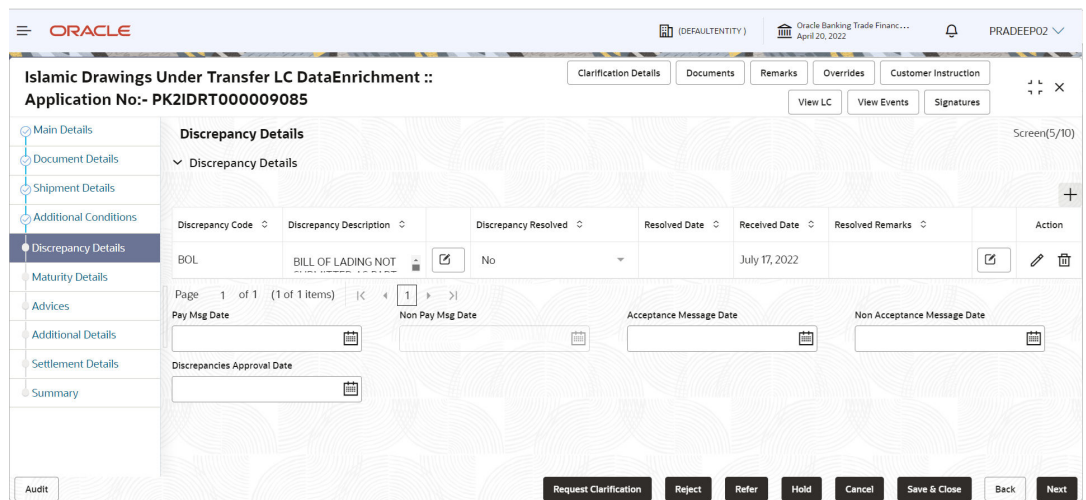 ORACLE
(DEFAULTENTITY)
Oracle Banking Trade Financ...
April 20, 2022
PRADEEP02
Islamic Drawings Under Transfer LC DataEnrichment ::
Application No:- PK2IDRT000009085
Clarification Details
Documents
Remarks
Overrides
Customer Instruction
View LC
View Events
Signatures
Main Details
Document Details
Shipment Details
Additional Conditions
Discrepancy Details
Maturity Details
Advices
Additional Details
Settlement Details
Summary
Discrepancy Details
Screen(5/10)
Discrepancy Details
Discrepancy Code
Discrepancy Description
Discrepancy Resolved
Resolved Date
Received Date
Resolved Remarks
Action
BOL
BILL OF LADING NOT
SUBMITTED AS PART
No
July 17, 2022
Page 1 of 1 (1 of 1 items) 1
Pay Msg Date
Non Pay Msg Date
Acceptance Message Date
Non Acceptance Message Date
Discrepancies Approval Date
Audit
Request Clarification
Reject
Refer
Hold
Cancel
Save & Close
Back
Next